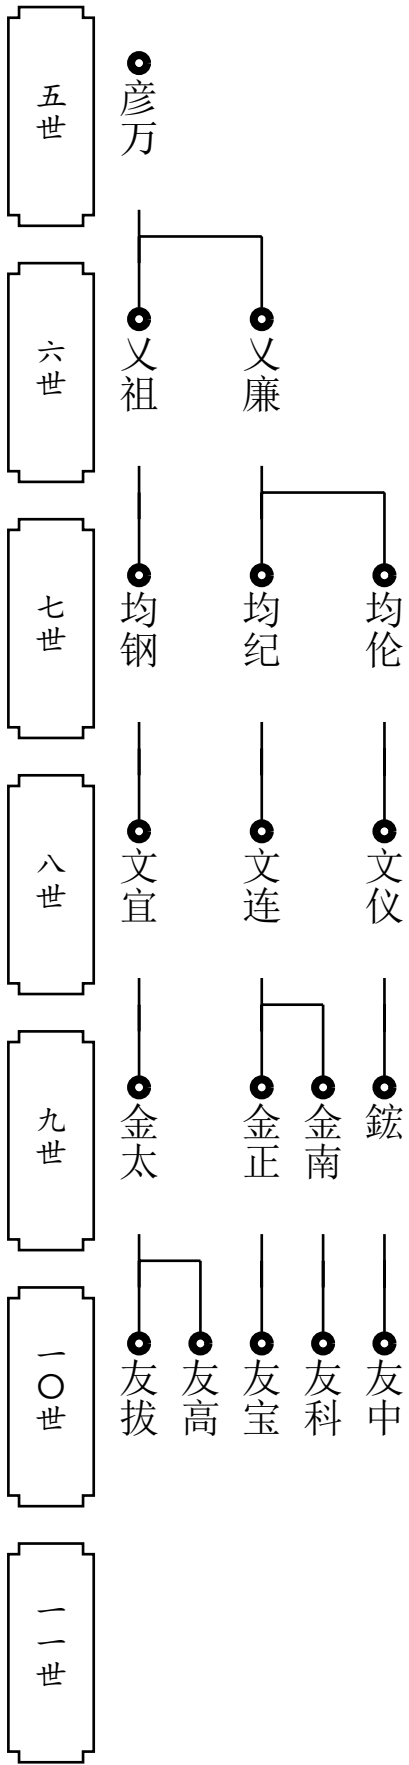 五世
彦万
六世
乂祖
乂廉
七世
均钢
均纪
均伦
八世
文宜
文连
文仪
九世
金太
金正
金南
鋐
一〇世
友拔
友高
友宝
友科
友中
一一世